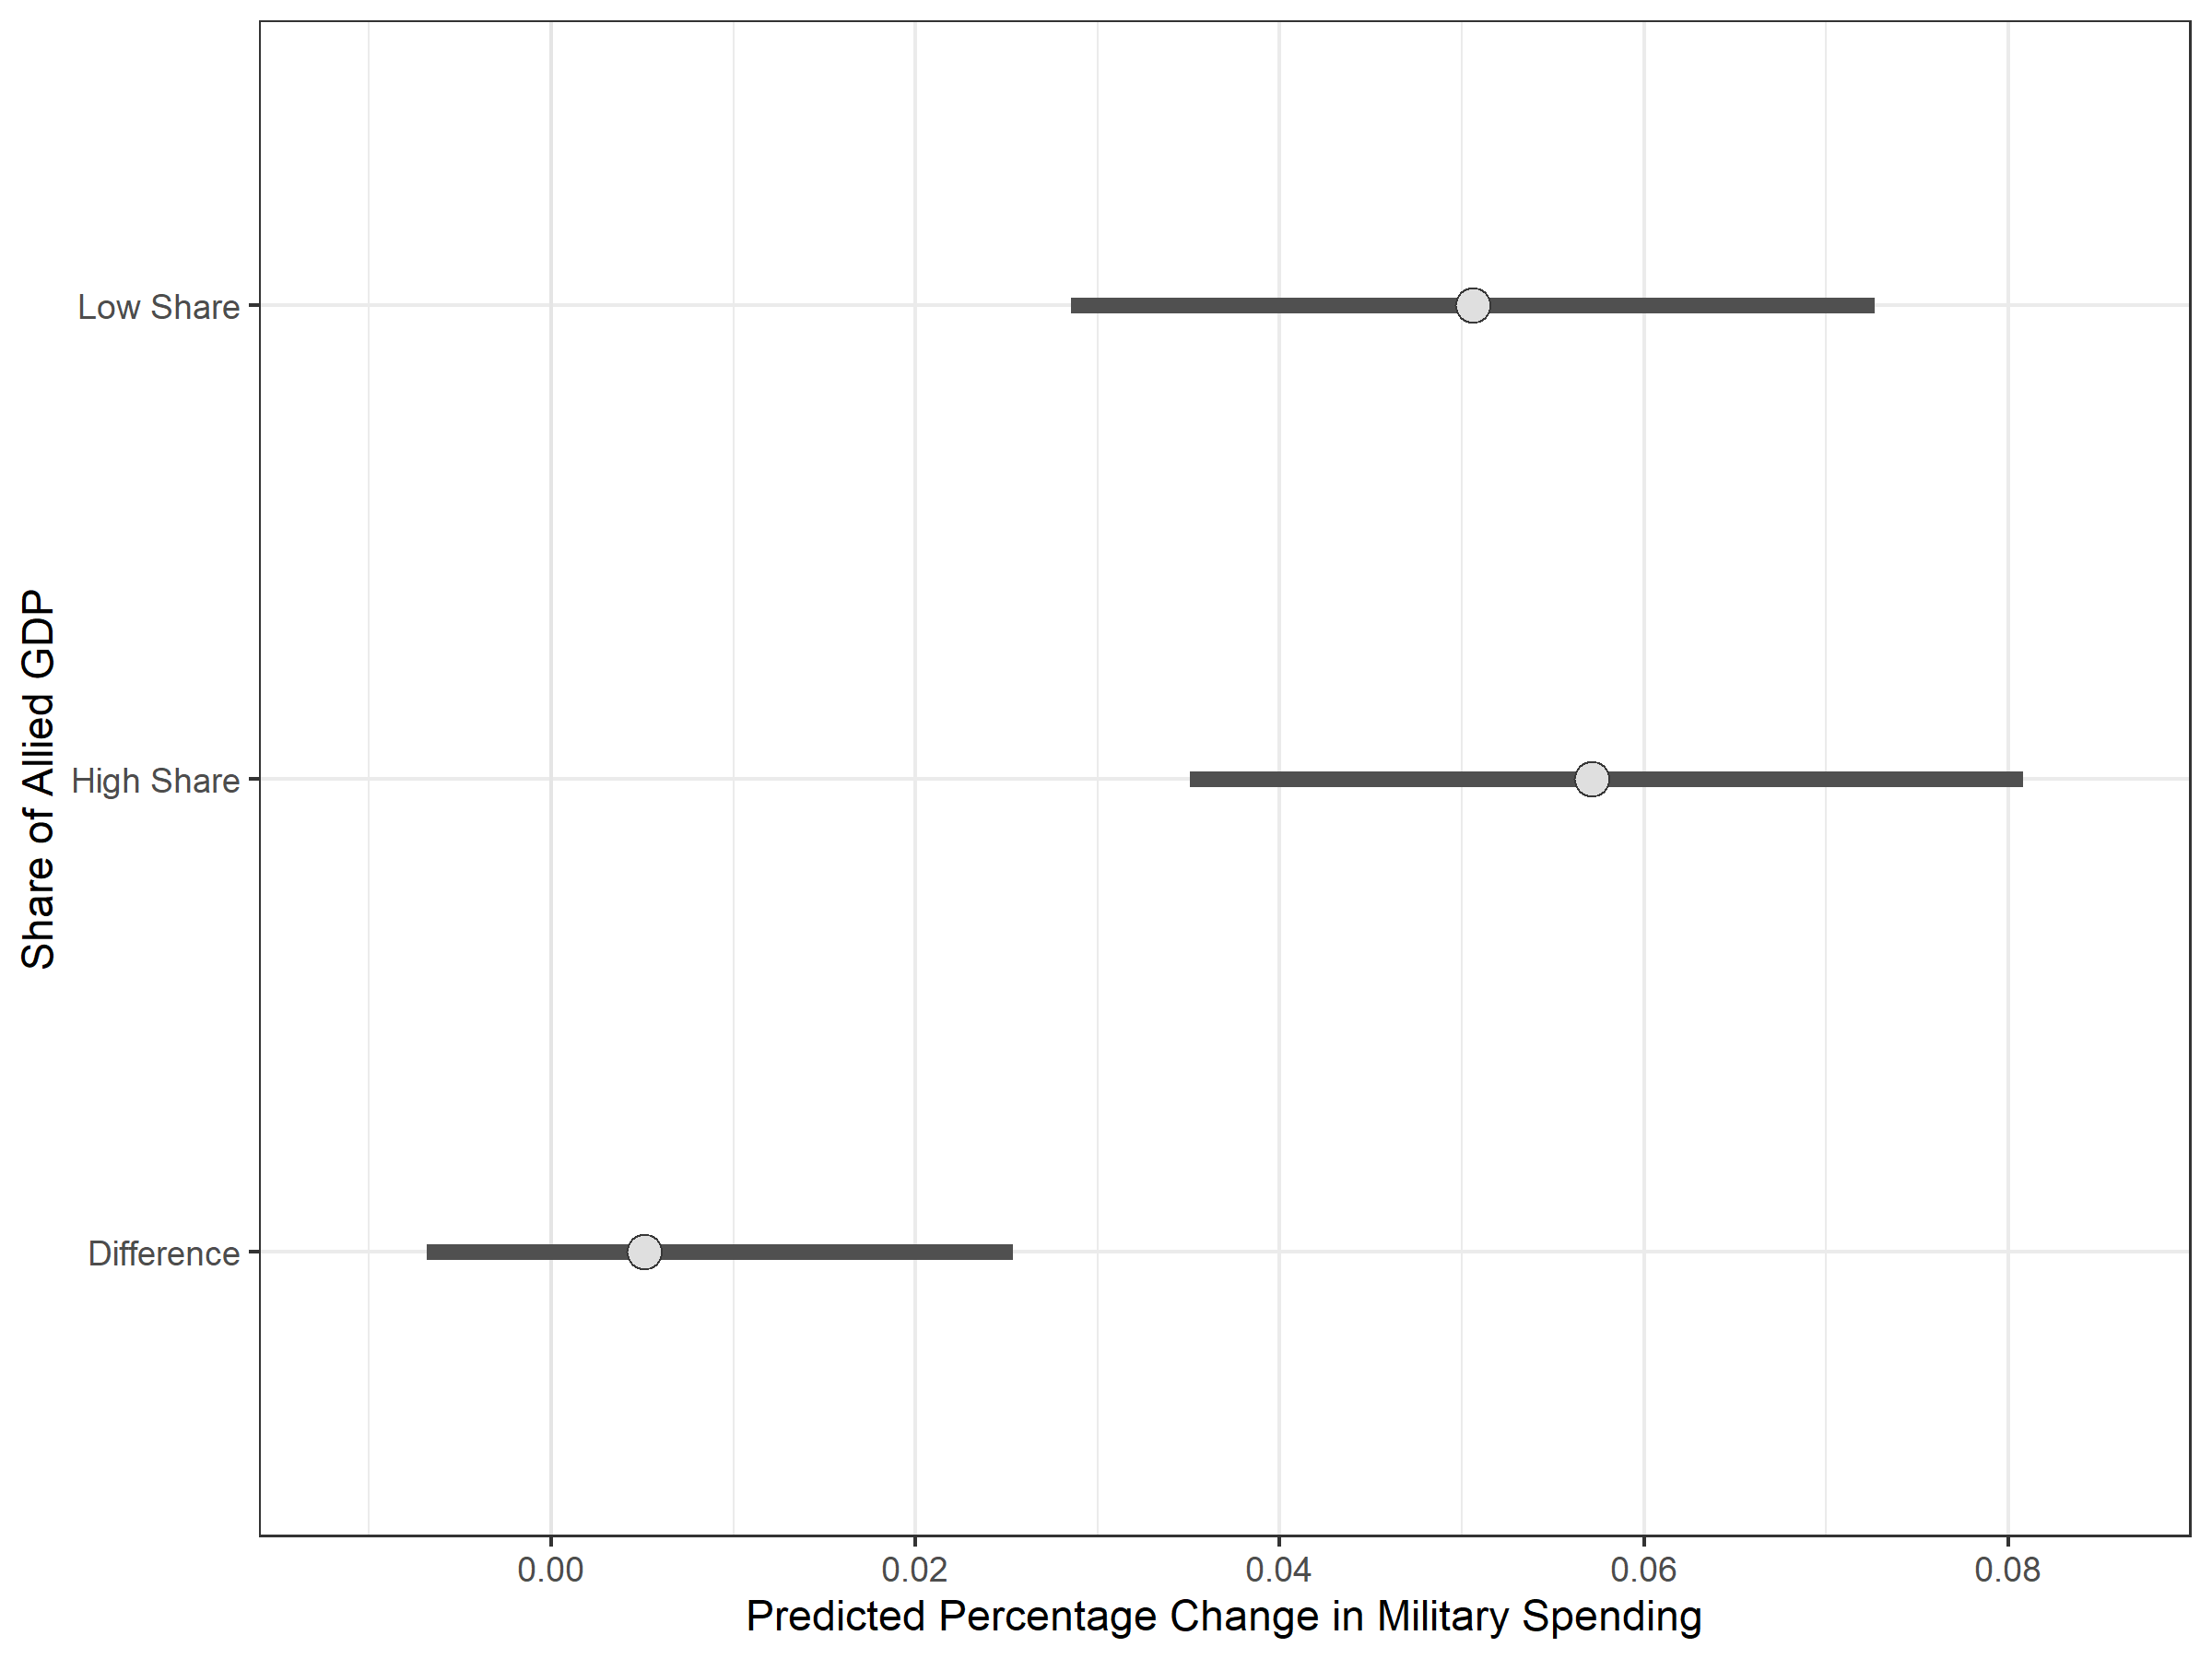 Share of Allied GDP
Low Share
High Share
Difference
0.00 0.02 0.04 0.06 0.08
Predicted Percentage Change in Military Spending